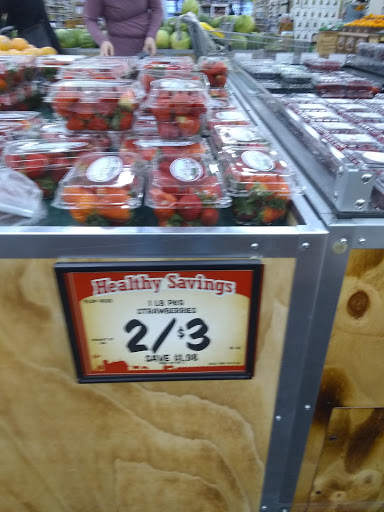 Healthy Savings
1 LB PKG
STRAWBERRIES
2/$3
SAVE $1.98